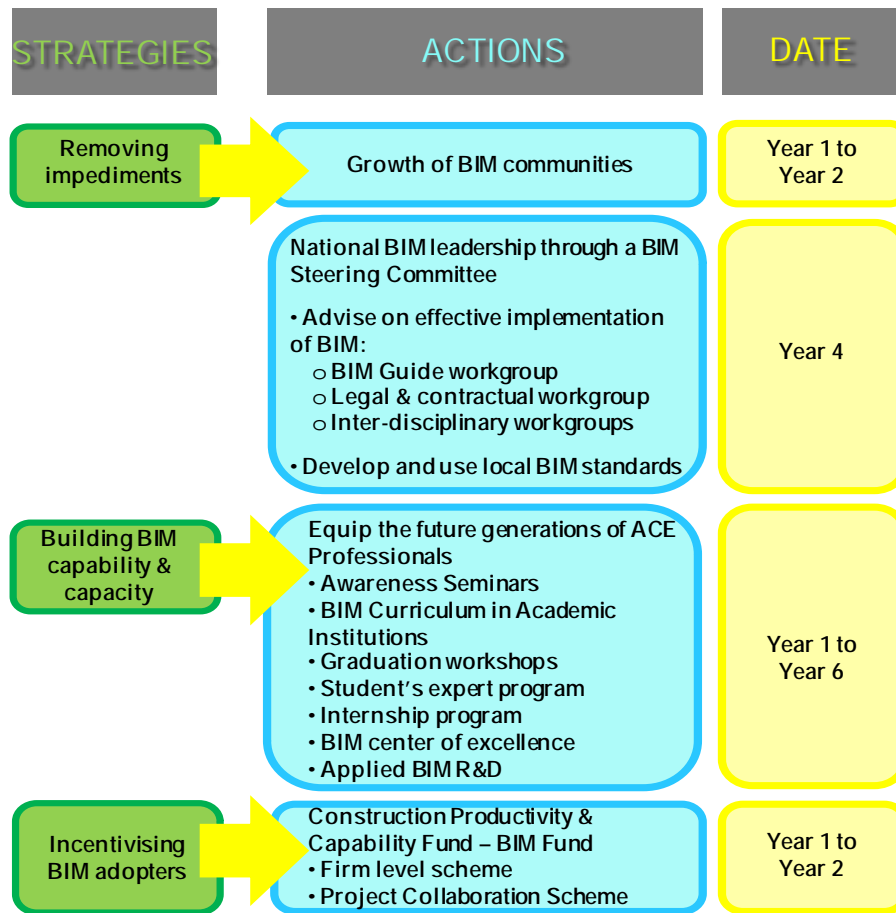 STRATEGIES
ACTIONS
DATE
Removing
impediments
Growth of BIM communities
Year 1 to
Year 2
National BIM leadership through a BIM
Steering Committee
• Advise on effective implementation
of BIM:
o BIM Guide workgroup
o Legal & contractual workgroup
o Inter-disciplinary workgroups
• Develop and use local BIM standards
Year 4
Building BIM
capability &
capacity
Equip the future generations of ACE
Professionals
• Awareness Seminars
• BIM Curriculum in Academic
Institutions
• Graduation workshops
• Student's expert program
• Internship program
• BIM center of excellence
• Applied BIM R&D
Year 1 to
Year 6
Incentivising
BIM adopters
Construction Productivity &
Capability Fund – BIM Fund
• Firm level scheme
• Project Collaboration Scheme
Year 1 to
Year 2